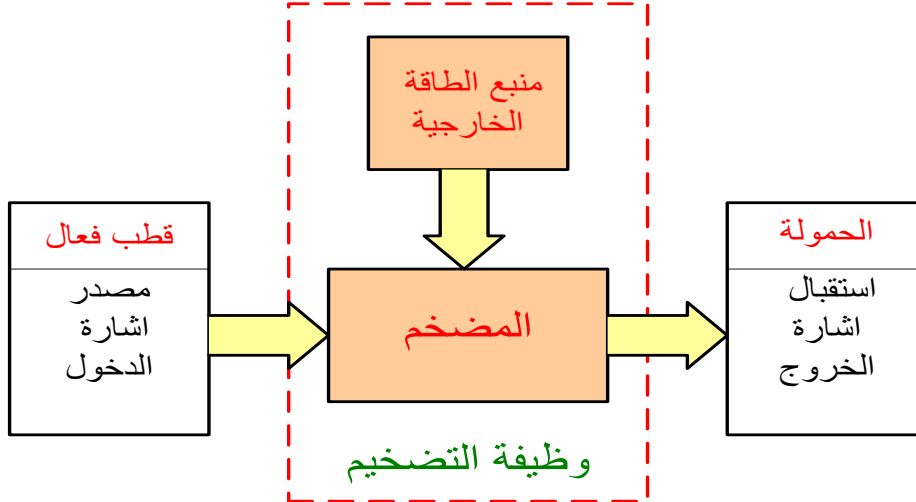 منبع الطاقة
الخارجية
قطب فعال
مصدر
اشارة
الدخول
المضخم
الحمولة
استقبال
اشارة
الخروج
وظيفة التضخيم